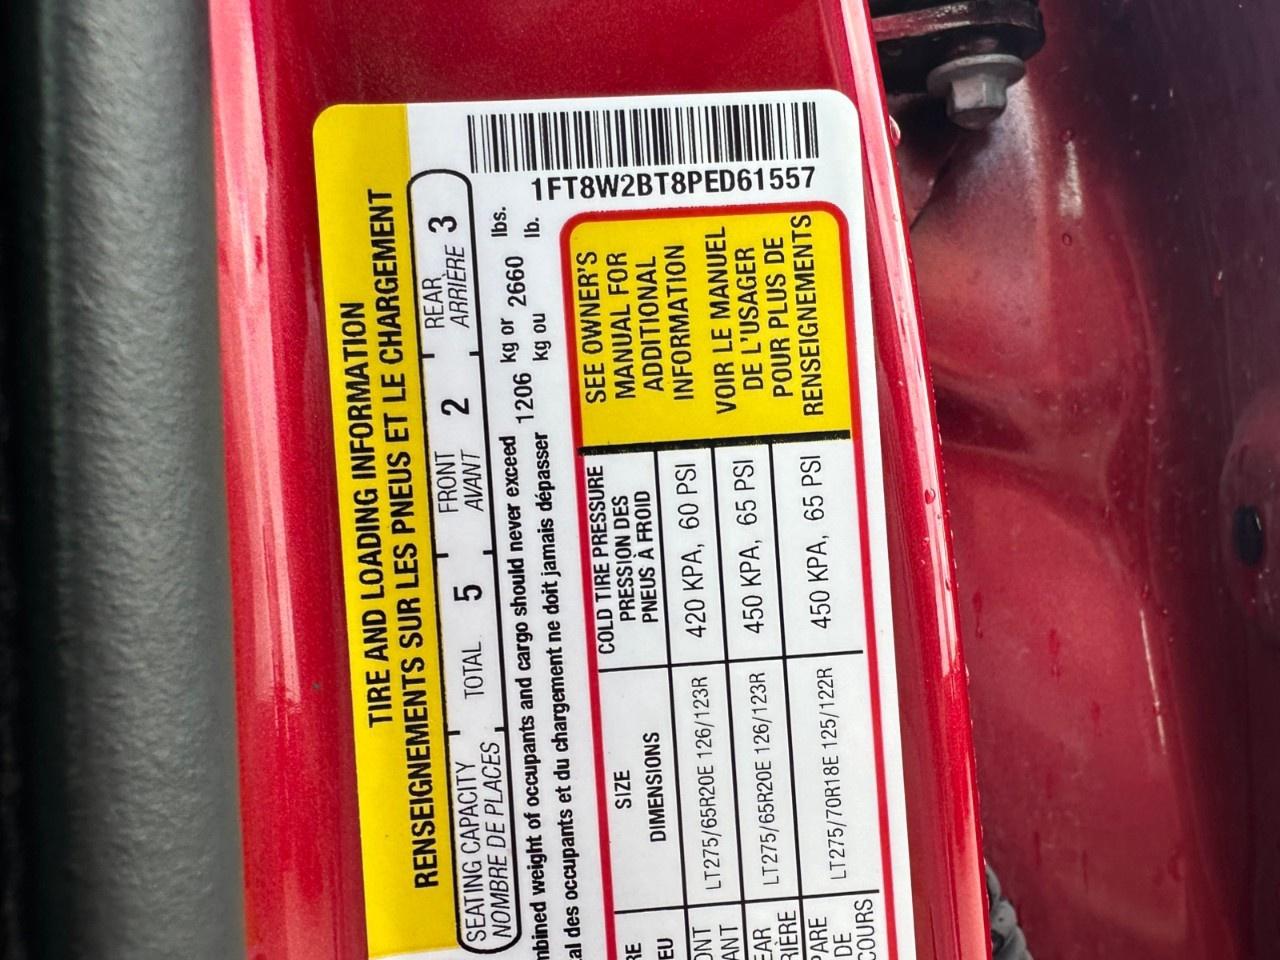 TIRE AND LOADING INFORMATION
RENSEIGNEMENTS SUR LES PNEUS ET LE CHARGEMENT
SEATING CAPACITY TOTAL 5 FRONT 2 REAR 3
NOMBRE DE PLACES AVANT ARRIÈRE
weight of occupants and cargo should never exceed 1206 kg or 2660 lbs.
des occupants et du chargement ne doit jamais dépasser kg ou lb.
1FT8W2BT8PED61557
SIZE
DIMENSIONS
COLD TIRE PRESSURE
PRESSION DES
PNEUS À FROID
LT275/65R20E 126/123R 420 KPA, 60 PSI
LT275/65R20E 126/123R 450 KPA, 65 PSI
LT275/70R18E 125/122R 450 KPA, 65 PSI
DE
SEE OWNER'S
MANUAL FOR
ADDITIONAL
INFORMATION
VOIR LE MANUEL
DE L'USAGER
POUR PLUS DE
RENSEIGNEMENTS